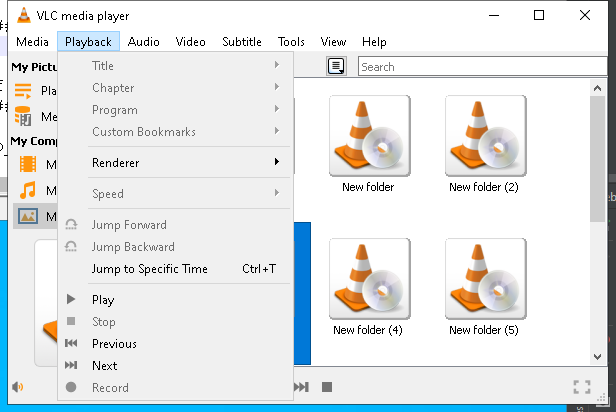 VLC media player
Media Playback Audio Video Subtitle Tools View Help
My Pictu
Search
Pla
Me
My Comp
M
M
M
Title
Chapter
Program
Custom Bookmarks
Renderer
Speed
Jump Forward
Jump Backward
Jump to Specific Time Ctrl+T
Play
Stop
Previous
Next
Record
New folder
New folder (2)
New folder (4)
New folder (5)